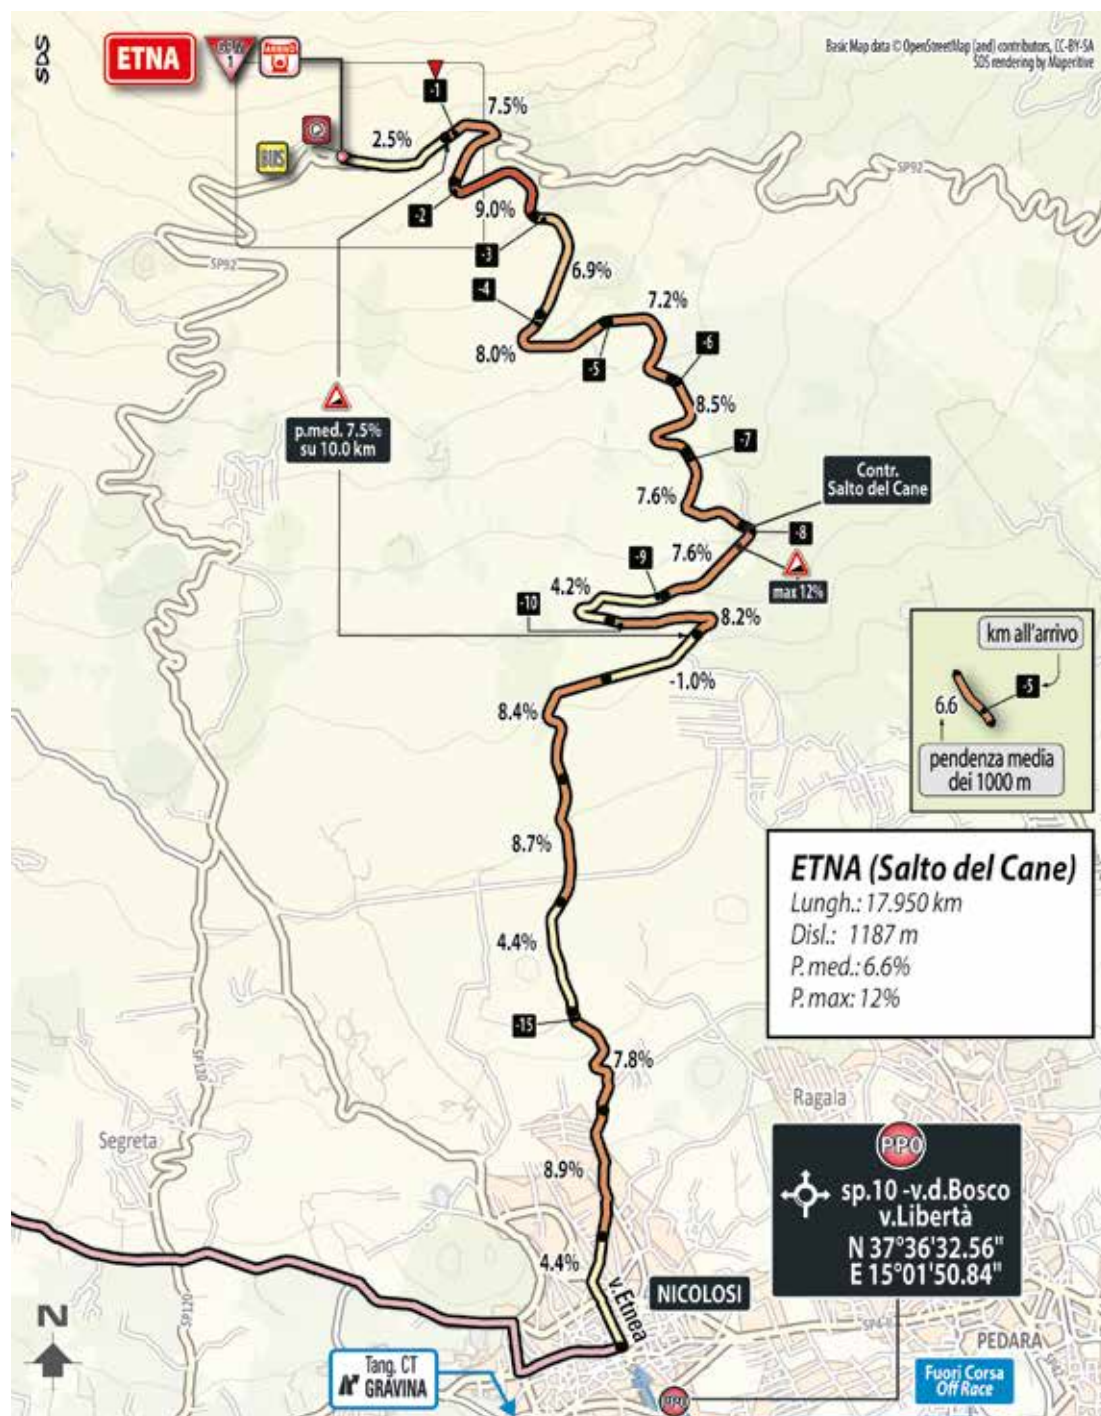 SDS
ETNA
GPM
1
ARRIVO
Basic Map data © OpenStreetMap (and) contributors, CC-BY-SA
SDS rendering by Maperitive
-1
7.5%
2.5%
BUS
SP92
-2
9.0%
-3
SP92
6.9%
-4
7.2%
8.0%
-5
-6
8.5%
p.med. 7.5%
su 10.0 km
-7
Contr.
Salto del Cane
7.6%
-8
-9
7.6%
max 12%
4.2%
-10
8.2%
km all'arrivo
-5
6.6
pendenza media
dei 1000 m
-1.0%
8.4%
8.7%
ETNA (Salto del Cane)
Lungh.: 17.950 km
Disl.: 1187 m
P. med.: 6.6%
P. max: 12%
4.4%
-15
7.8%
SP120
Ragala
Segreta
PPO
sp.10 -v.d.Bosco
v.Libertà
N 37°36'32.56"
E 15°01'50.84"
8.9%
4.4%
v.Etnea
NICOLOSI
SP120
N
PEDARA
Tang. CT
GRAVINA
Fuori Corsa
Off Race
PPO